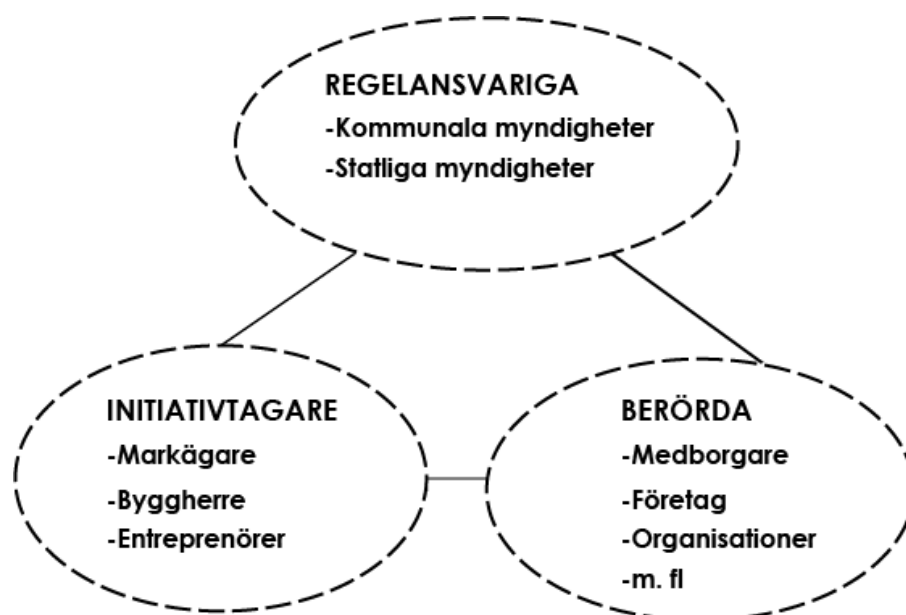 REGELANSVARIGA
-Kommunala myndigheter
-Statliga myndigheter
INITIATIVTAGARE
-Markägare
-Byggherre
-Entreprenörer
BERÖRDA
-Medborgare
-Företag
-Organisationer
-m. fl